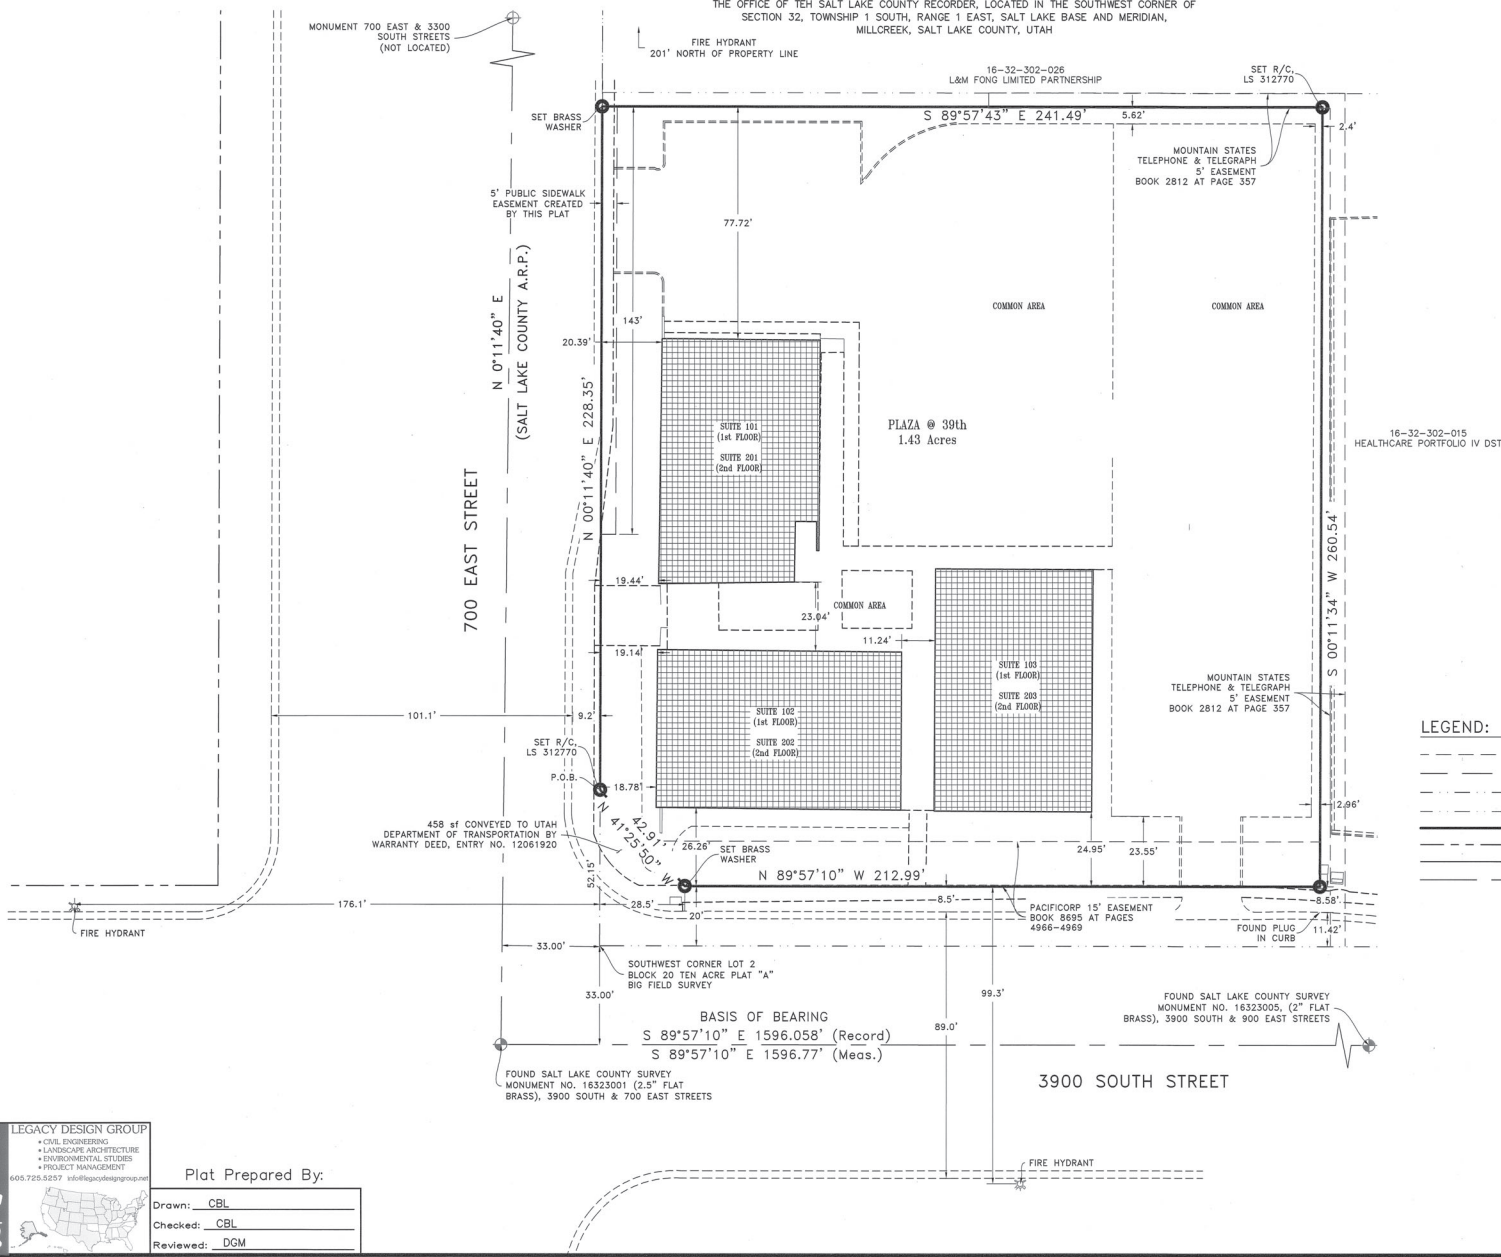 THE OFFICE OF TEH SALT LAKE COUNTY RECORDER, LOCATED IN THE SOUTHWEST CORNER OF
SECTION 32, TOWNSHIP 1 SOUTH, RANGE 1 EAST, SALT LAKE BASE AND MERIDIAN,
MILLCREEK, SALT LAKE COUNTY, UTAH
MONUMENT 700 EAST & 3300
SOUTH STREETS
(NOT LOCATED)
FIRE HYDRANT
201' NORTH OF PROPERTY LINE
16-32-302-026
L&M FONG LIMITED PARTNERSHIP
SET R/C,
LS 312770
SET BRASS
WASHER
S 89°57'43" E 241.49'
5.62'
2.4'
MOUNTAIN STATES
TELEPHONE & TELEGRAPH
5' EASEMENT
BOOK 2812 AT PAGE 357
5' PUBLIC SIDEWALK
EASEMENT CREATED
BY THIS PLAT
77.72'
N 0°11'40" E
(SALT LAKE COUNTY A.R.P.)
143'
COMMON AREA
COMMON AREA
20.39'
N 00°11'40" E 228.35'
SUITE 101
(1st FLOOR)
SUITE 201
(2nd FLOOR)
PLAZA @ 39th
1.43 Acres
16-32-302-015
HEALTHCARE PORTFOLIO IV DST
700 EAST STREET
S 00°11'34" W 260.54'
19.44'
COMMON AREA
23.04'
11.24'
19.14'
SUITE 103
(1st FLOOR)
SUITE 203
(2nd FLOOR)
MOUNTAIN STATES
TELEPHONE & TELEGRAPH
5' EASEMENT
BOOK 2812 AT PAGE 357
101.1'
9.2'
SUITE 102
(1st FLOOR)
SUITE 202
(2nd FLOOR)
LEGEND:
SET R/C,
LS 312770
P.O.B.
18.78'
2.96'
458 sf CONVEYED TO UTAH
DEPARTMENT OF TRANSPORTATION BY
WARRANTY DEED, ENTRY NO. 12061920
42.91'
N 41°25'50" W
26.26'
SET BRASS
WASHER
24.95'
23.55'
52.15'
N 89°57'10" W 212.99'
176.1'
28.5'
20'
8.5'
8.58'
FIRE HYDRANT
PACIFICORP 15' EASEMENT
BOOK 8695 AT PAGES
4966-4969
FOUND PLUG
IN CURB
11.42'
33.00'
SOUTHWEST CORNER LOT 2
BLOCK 20 TEN ACRE PLAT "A"
BIG FIELD SURVEY
33.00'
99.3'
89.0'
FOUND SALT LAKE COUNTY SURVEY
MONUMENT NO. 16323005, (2" FLAT
BRASS), 3900 SOUTH & 900 EAST STREETS
BASIS OF BEARING
S 89°57'10" E 1596.058' (Record)
S 89°57'10" E 1596.77' (Meas.)
FOUND SALT LAKE COUNTY SURVEY
MONUMENT NO. 16323001 (2.5" FLAT
BRASS), 3900 SOUTH & 700 EAST STREETS
3900 SOUTH STREET
FIRE HYDRANT
LEGACY DESIGN GROUP
• CIVIL ENGINEERING
• LANDSCAPE ARCHITECTURE
• ENVIRONMENTAL STUDIES
• PROJECT MANAGEMENT
605.725.5257 info@legacydesigngroup.net
Plat Prepared By:
Drawn: CBL
Checked: CBL
Reviewed: DGM